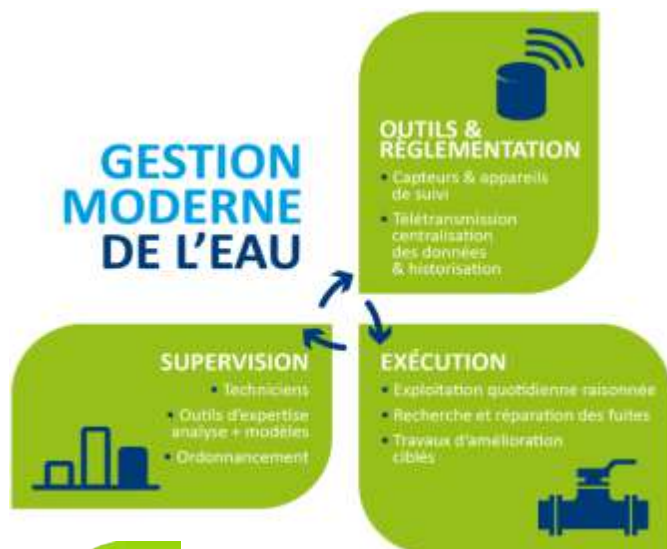 GESTION
MODERNE
DE L'EAU
OUTILS &
RÈGLEMENTATION
• Capteurs & appareils
de suivi
• Télétransmission
centralisation
des données
& historisation
SUPERVISION
• Techniciens
• Outils d'expertise
analyse + modèles
• Ordonnancement
EXÉCUTION
• Exploitation quotidienne raisonnée
• Recherche et réparation des fuites
• Travaux d'amélioration
ciblés